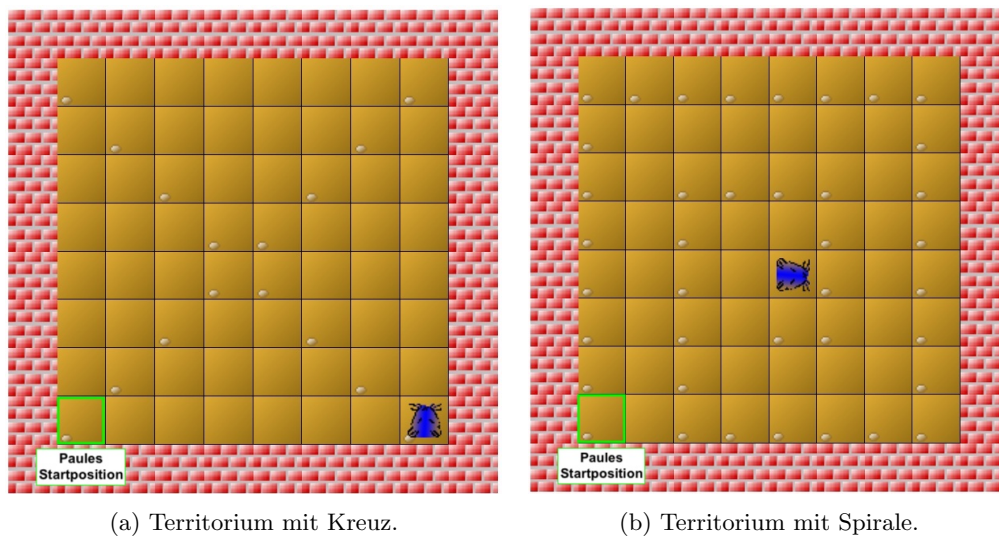 Paules
Startposition
Paules
Startposition
(a) Territorium mit Kreuz.
(b) Territorium mit Spirale.